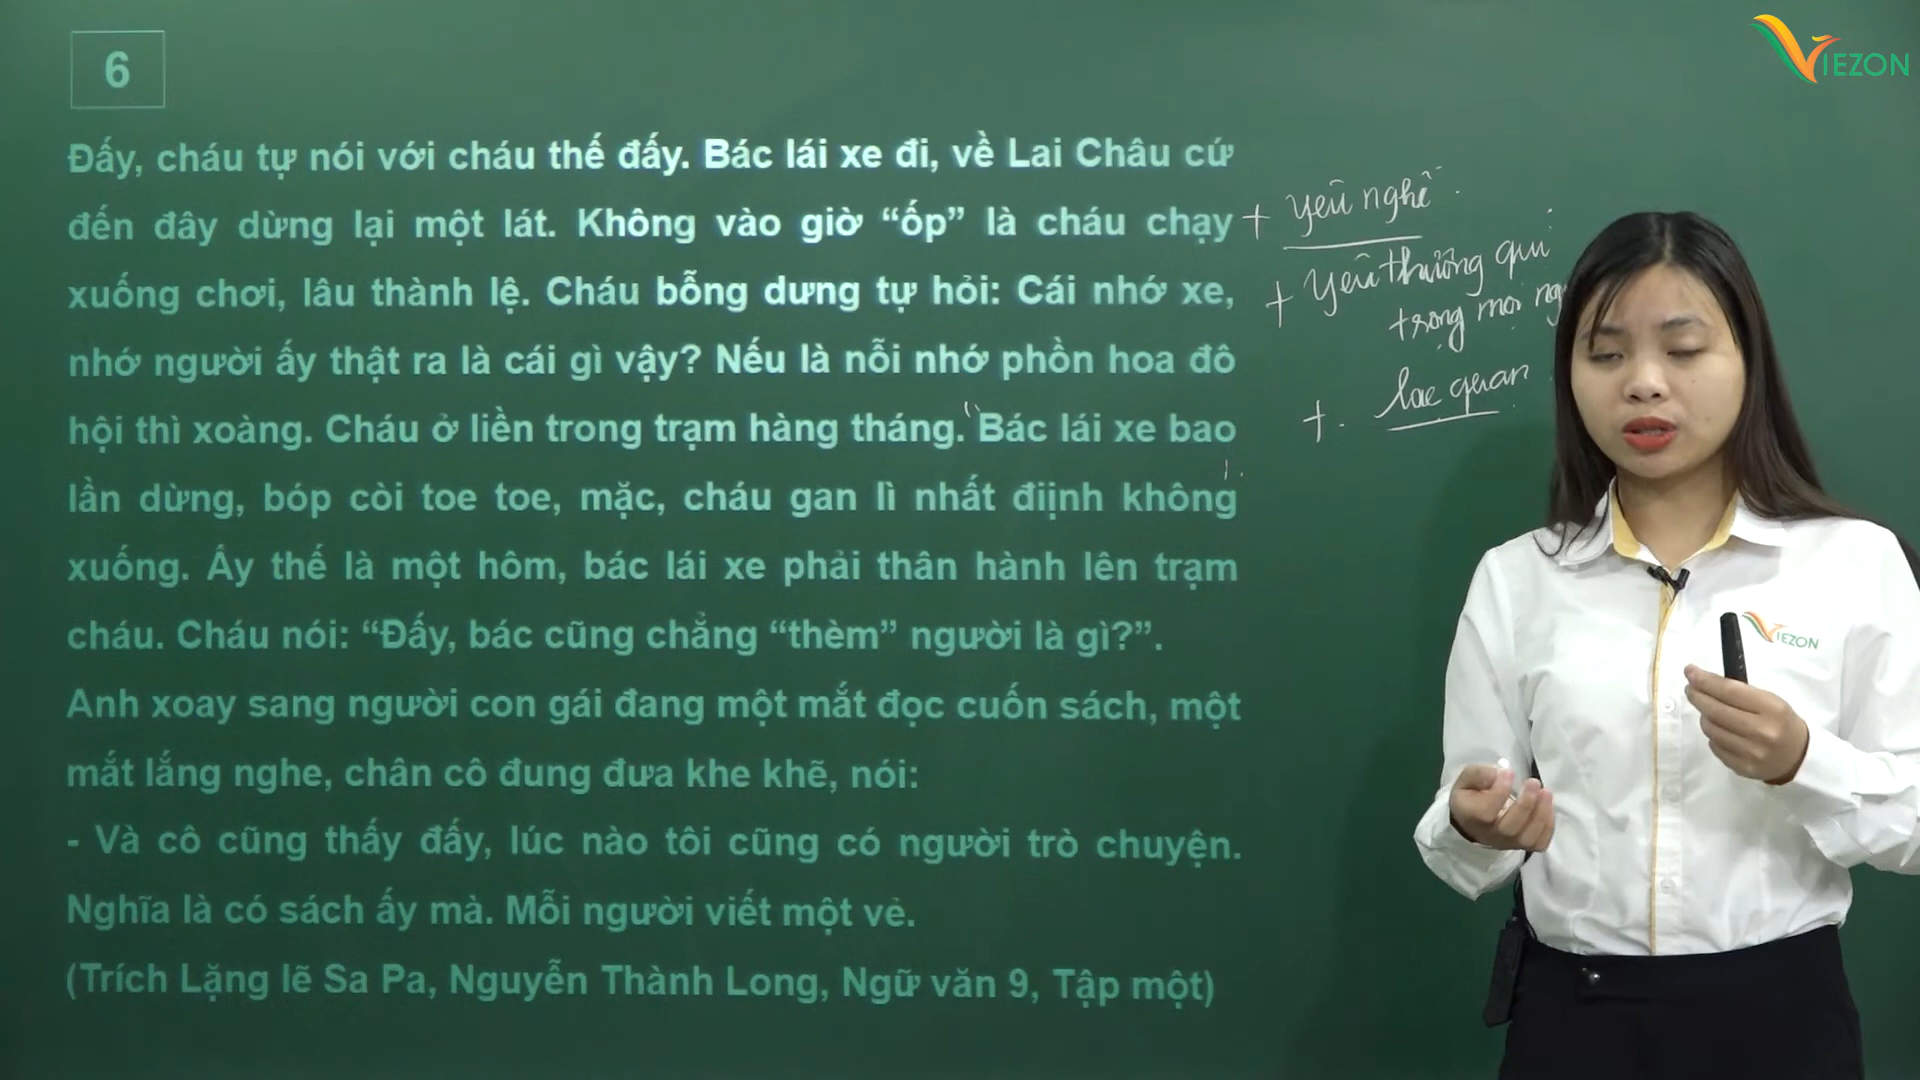 6
VIEZON
Đấy, cháu tự nói với cháu thế đấy. Bác lái xe đi, về Lai Châu cứ
đến đây dừng lại một lát. Không vào giờ “ốp” là cháu chạy
xuống chơi, lâu thành lệ. Cháu bỗng dưng tự hỏi: Cái nhớ xe,
nhớ người ấy thật ra là cái gì vậy? Nếu là nỗi nhớ phồn hoa đô
hội thì xoàng. Cháu ở liền trong trạm hàng tháng. Bác lái xe bao
lần dừng, bóp còi toe toe, mặc, cháu gan lì nhất điịnh không
xuống. Ấy thế là một hôm, bác lái xe phải thân hành lên trạm
cháu. Cháu nói: “Đấy, bác cũng chẳng “thèm” người là gì?”.
Anh xoay sang người con gái đang một mắt đọc cuốn sách, một
mắt lắng nghe, chân cô đung đưa khe khẽ, nói:
- Và cô cũng thấy đấy, lúc nào tôi cũng có người trò chuyện.
Nghĩa là có sách ấy mà. Mỗi người viết một vẻ.
(Trích Lặng lẽ Sa Pa, Nguyễn Thành Long, Ngữ văn 9, Tập một)
+ yêu nghề.
+ yêu thương quí
trọng mọi
+. lạc quan
VIEZON